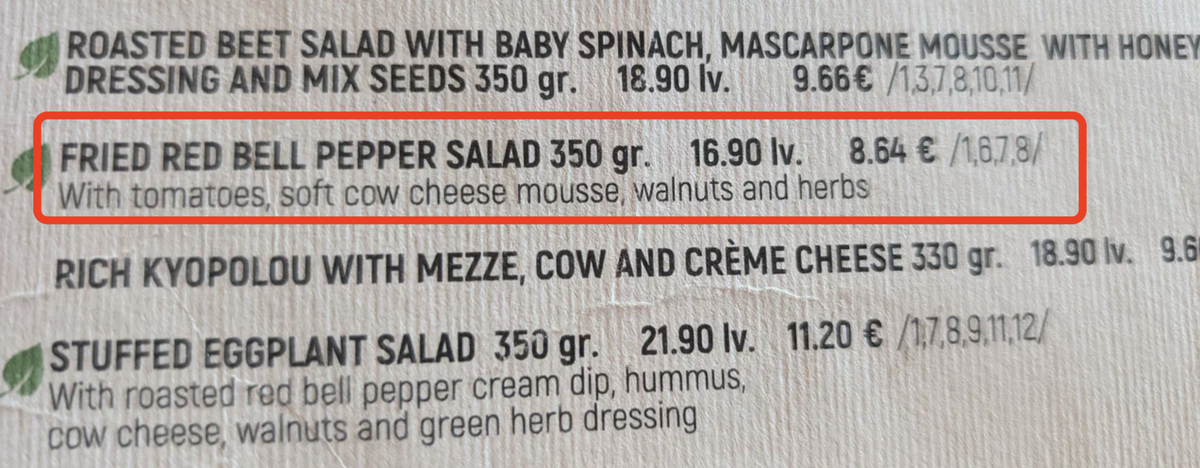 ROASTED BEET SALAD WITH BABY SPINACH, MASCARPONE MOUSSE WITH HONEY
DRESSING AND MIX SEEDS 350 gr. 18.90 lv. 9.66€ /1,3,7,8,10,11/
FRIED RED BELL PEPPER SALAD 350 gr. 16.90 lv. 8.64 € /1,6,7,8/
With tomatoes, soft cow cheese mousse, walnuts and herbs
RICH KYOPOLOU WITH MEZZE, COW AND CRÈME CHEESE 330 gr. 18.90 lv. 9.6
STUFFED EGGPLANT SALAD 350 gr. 21.90 lv. 11.20 € /1,7,8,9,11,12/
With roasted red bell pepper cream dip, hummus,
cow cheese, walnuts and green herb dressing